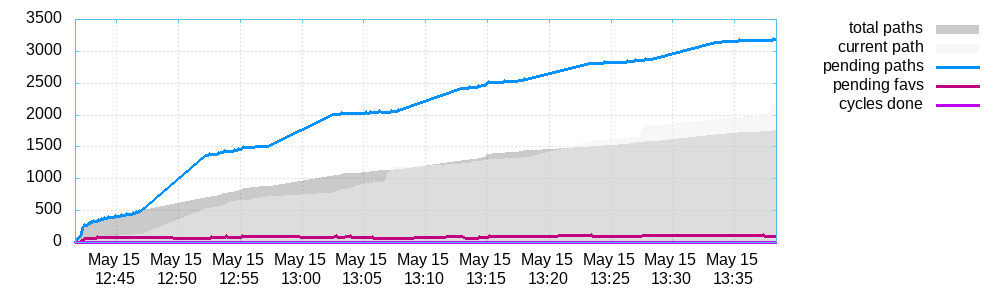 3500
3000
2500
2000
1500
1000
500
0
May 15 May 15 May 15 May 15 May 15 May 15 May 15 May 15 May 15 May 15 May 15
12:45 12:50 12:55 13:00 13:05 13:10 13:15 13:20 13:25 13:30 13:35
total paths
current path
pending paths
pending favs
cycles done